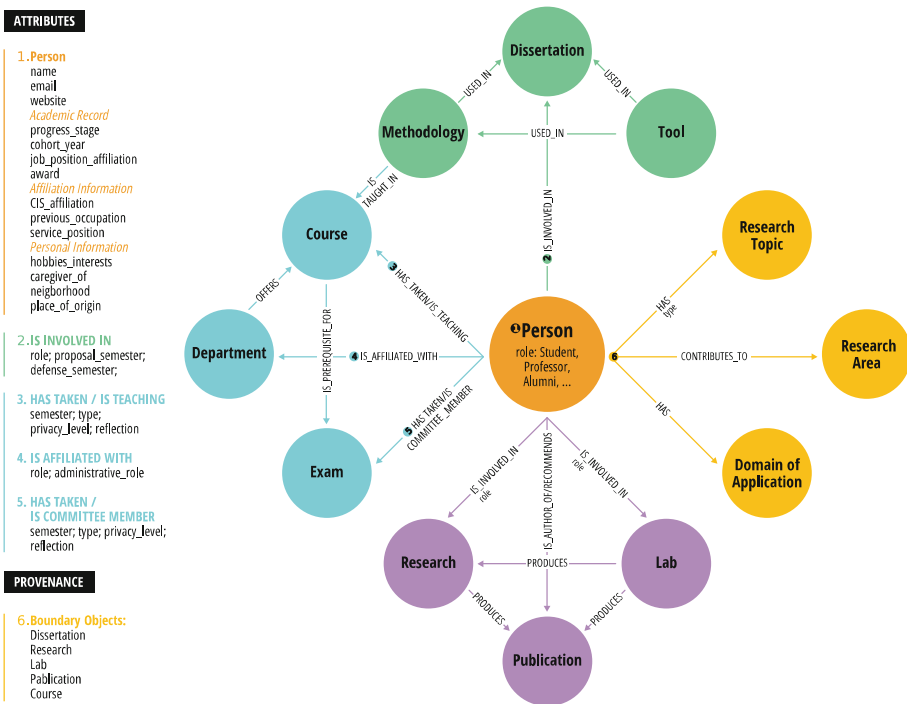 ATTRIBUTES
1.Person
name
email
website
Academic Record
progress_stage
cohort_year
job_position_affiliation
award
Affiliation Information
CIS_affiliation
previous_occupation
service_position
Personal Information
hobbies_interests
caregiver_of
neigborhood
place_of_origin
2.IS INVOLVED IN
role; proposal_semester;
defense_semester;
3. HAS TAKEN / IS TEACHING
semester; type;
privacy_level; reflection
4. IS AFFILIATED WITH
role; administrative_role
5. HAS TAKEN /
IS COMMITTEE MEMBER
semester; type; privacy_level;
reflection
PROVENANCE
6.Boundary Objects:
Dissertation
Research
Lab
Pablication
Course
Dissertation
USED_IN
USED_IN
Methodology
USED_IN
Tool
IS
TAUGHT_IN
2 IS_INVOLVED_IN
Course
Research
Topic
3 HAS_TAKEN/IS_TEACHING
OFFERS
HAS
type
Department
IS_PREREQUISITE_FOR
4 IS_AFFILIATED_WITH
1Person
role: Student,
Professor,
Alumni, ...
6
CONTRIBUTES_TO
Research
Area
5 HAS TAKEN/IS
COMMITTEE_MEMBER
HAS
Exam
Domain of
Application
IS_INVOLVED_IN
role
IS_AUTHOR_OF/RECOMMENDS
IS_INVOLVED_IN
role
Research
PRODUCES
Lab
PRODUCES
PRODUCES
Publication